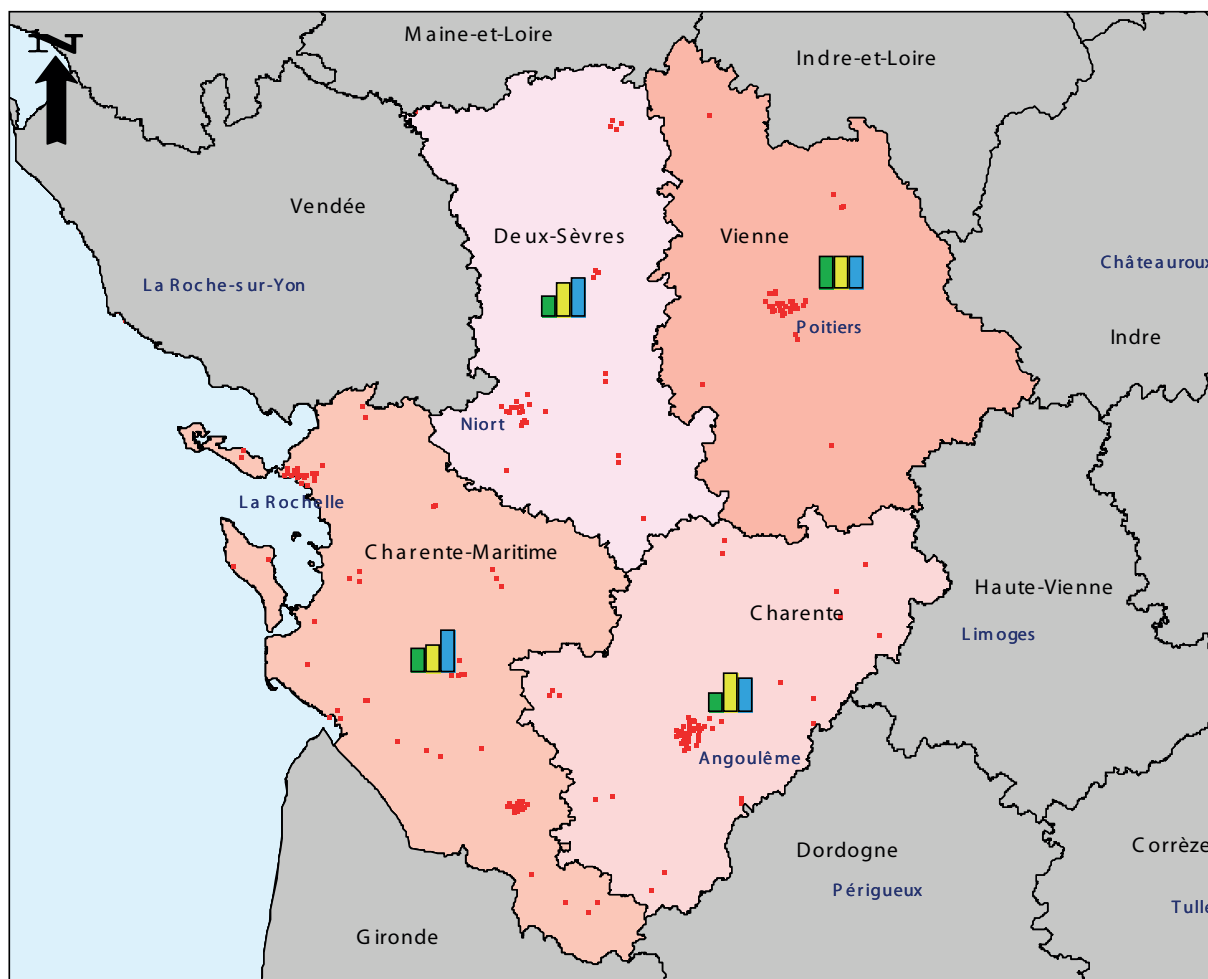 Maine-et-Loire
N
Indre-et-Loire
Vendée
Deux-Sèvres
Vienne
Châteauroux
La Roche-sur-Yon
Poitiers
Indre
Niort
La Rochelle
Charente-Maritime
Haute-Vienne
Charente
Limoges
Angoulême
Dordogne
Corrèze
Périgueux
Tulle
Gironde